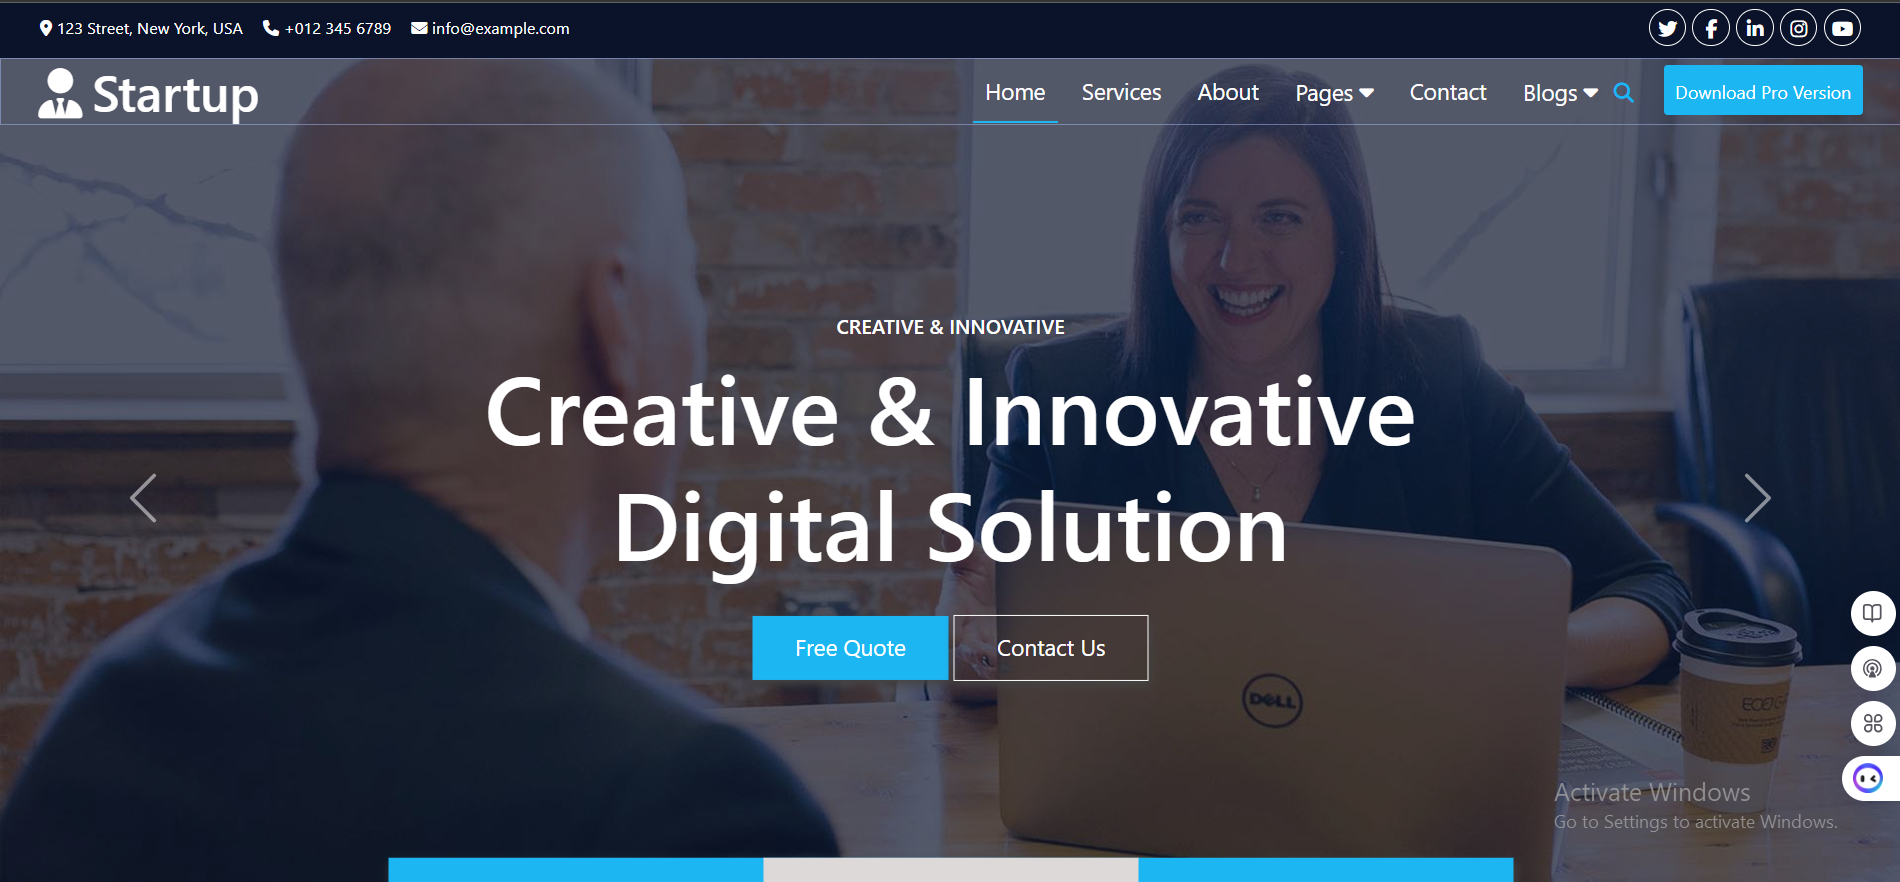 123 Street, New York, USA +012 345 6789 info@example.com
Startup Home Services About Pages Contact Blogs Download Pro Version
CREATIVE & INNOVATIVE
Creative & Innovative
Digital Solution
Free Quote Contact Us
DELL
Activate Windows
Go to Settings to activate Windows.